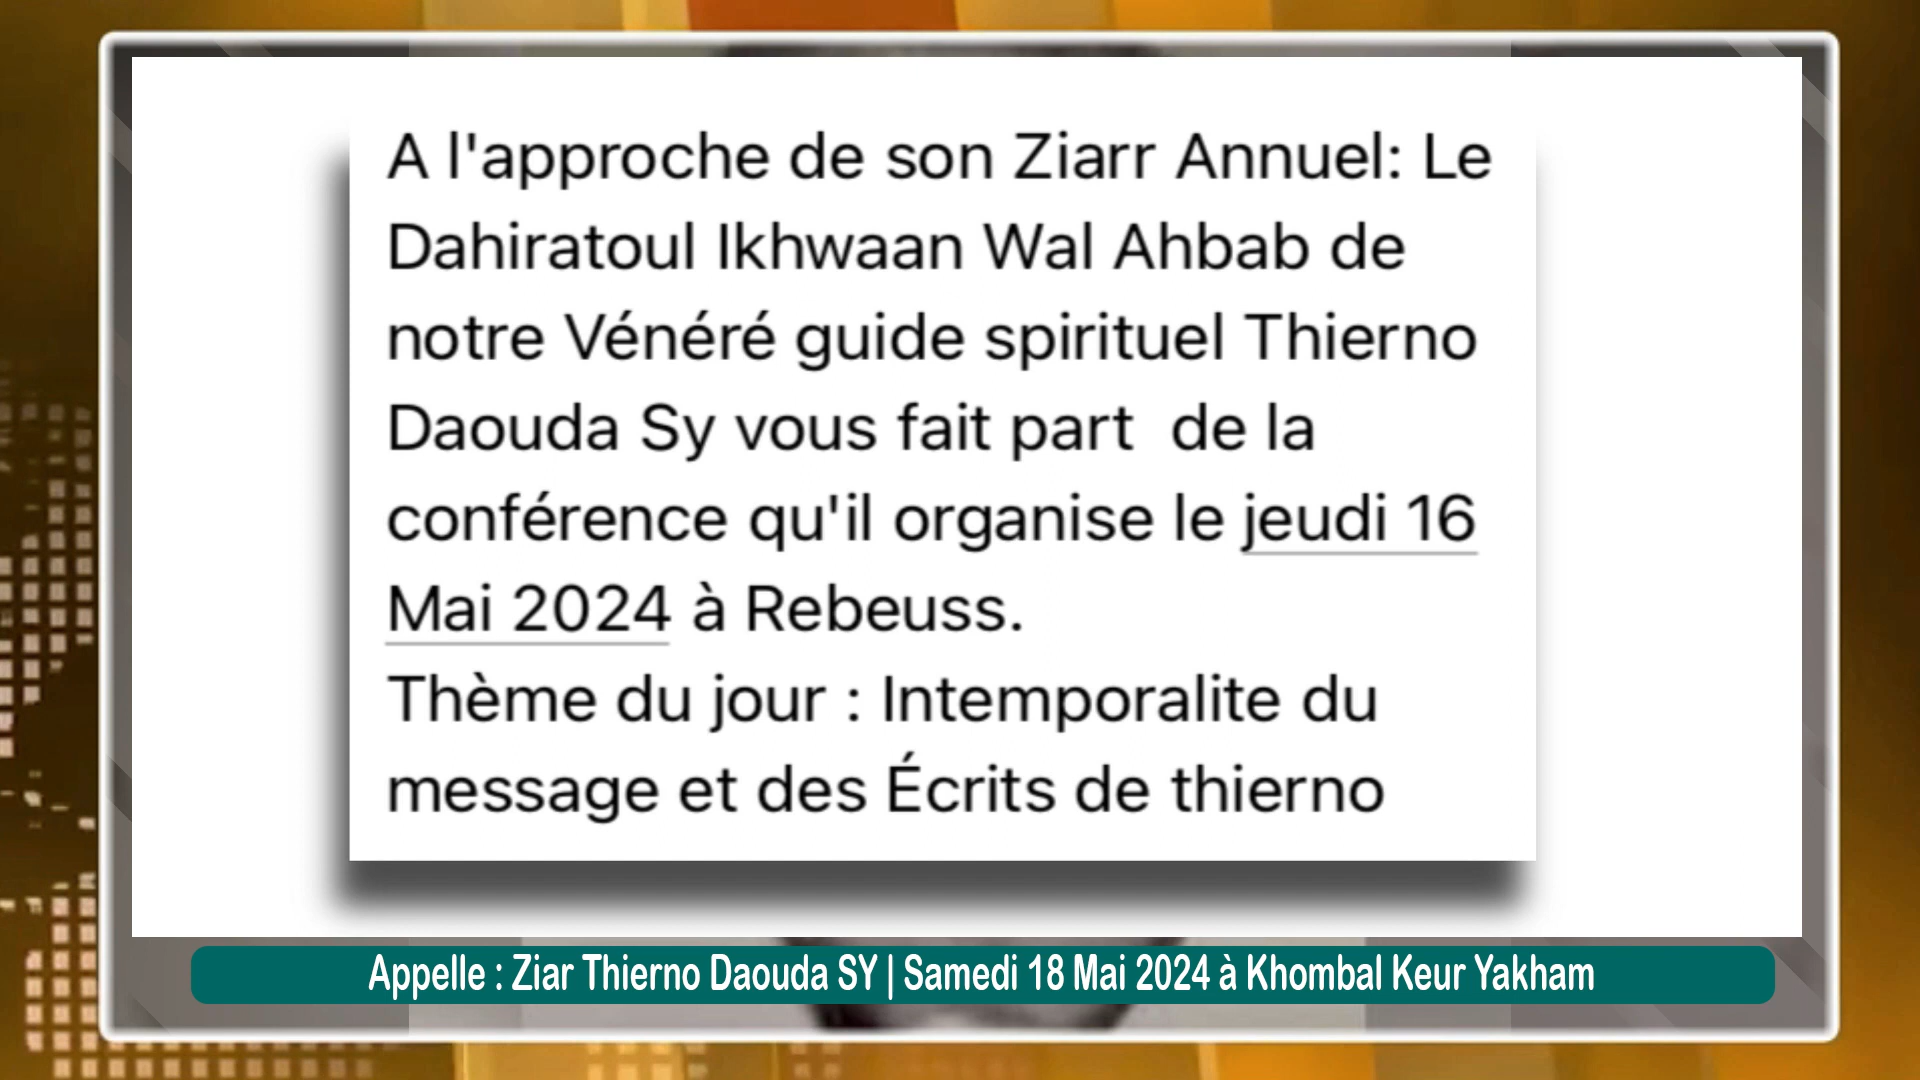 A l'approche de son Ziarr Annuel: Le
Dahiratoul Ikhwaan Wal Ahbab de
notre Vénéré guide spirituel Thierno
Daouda Sy vous fait part  de la
conférence qu'il organise le jeudi 16
Mai 2024 à Rebeuss.
Thème du jour : Intemporalite du
message et des Écrits de thierno
Appelle : Ziar Thierno Daouda SY | Samedi 18 Mai 2024 à Khombal Keur Yakham